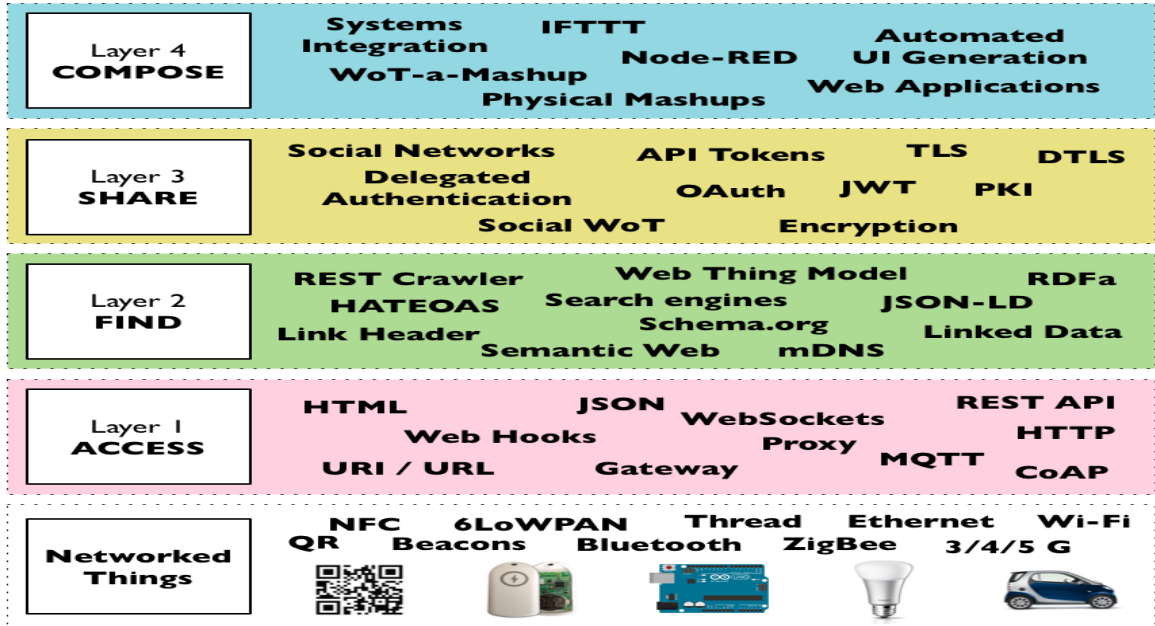 Layer 4
COMPOSE
Systems
Integration
IFTTT
Node-RED
Automated
UI Generation
WoT-a-Mashup
Physical Mashups
Web Applications
Layer 3
SHARE
Social Networks
API Tokens
TLS
DTLS
Delegated
Authentication
OAuth
JWT
PKI
Social WoT
Encryption
Layer 2
FIND
REST Crawler
Web Thing Model
RDFa
HATEOAS
Search engines
JSON-LD
Link Header
Schema.org
Linked Data
Semantic Web
mDNS
Layer 1
ACCESS
HTML
JSON
WebSockets
REST API
Web Hooks
Proxy
HTTP
URI / URL
Gateway
MQTT
CoAP
Networked
Things
NFC
6LoWPAN
Thread
Ethernet
Wi-Fi
QR
Beacons
Bluetooth
ZigBee
3/4/5 G